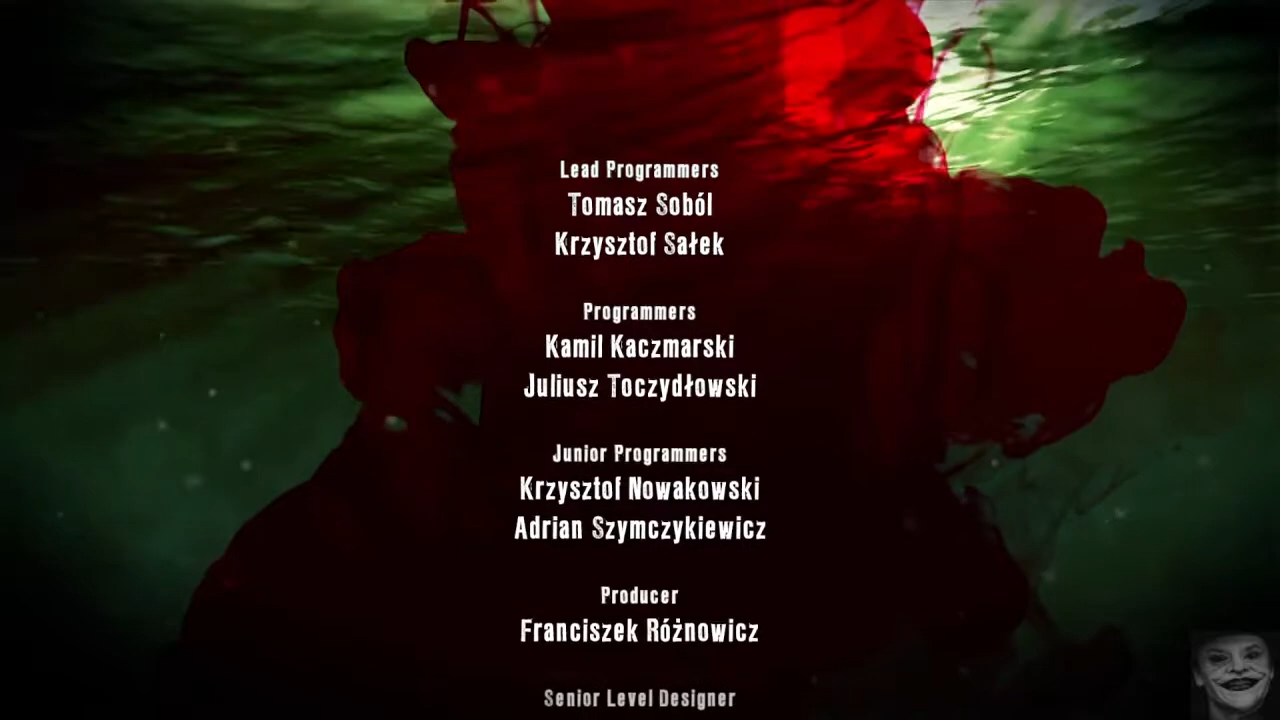 Lead Programmers
Tomasz Soból
Krzysztof Sałek
Programmers
Kamil Kaczmarski
Juliusz Toczydłowski
Junior Programmers
Krzysztof Nowakowski
Adrian Szymczykiewicz
Producer
Franciszek Różnowicz
Senior Level Designer